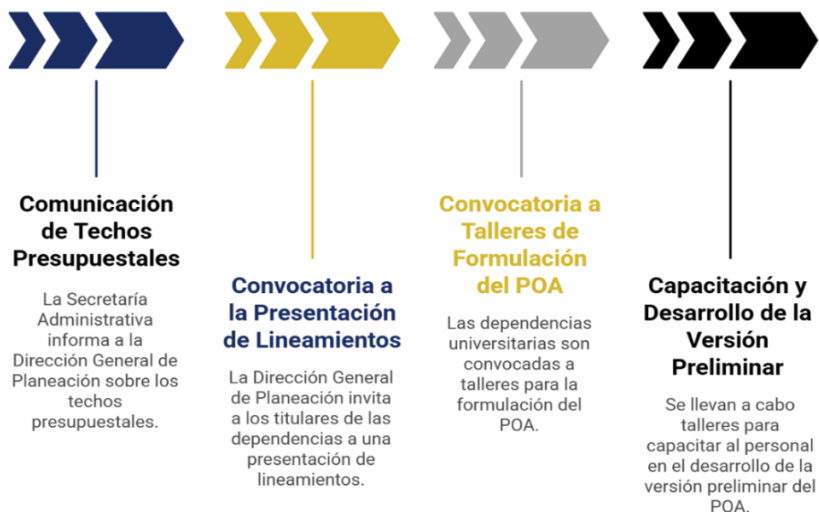 Comunicación
de Techos
Presupuestales
La Secretaría
Administrativa
informa a la
Dirección General de
Planeación sobre los
techos
presupuestales.
Convocatoria a
la Presentación
de Lineamientos
La Dirección General
de Planeación invita
a los titulares de las
dependencias a una
presentación de
lineamientos.
Convocatoria a
Talleres de
Formulación
del POA
Las dependencias
universitarias son
convocadas a
talleres para la
formulación del
POA.
Capacitación y
Desarrollo de la
Versión
Preliminar
Se llevan a cabo
talleres para
capacitar al personal
en el desarrollo de la
versión preliminar del
POA.